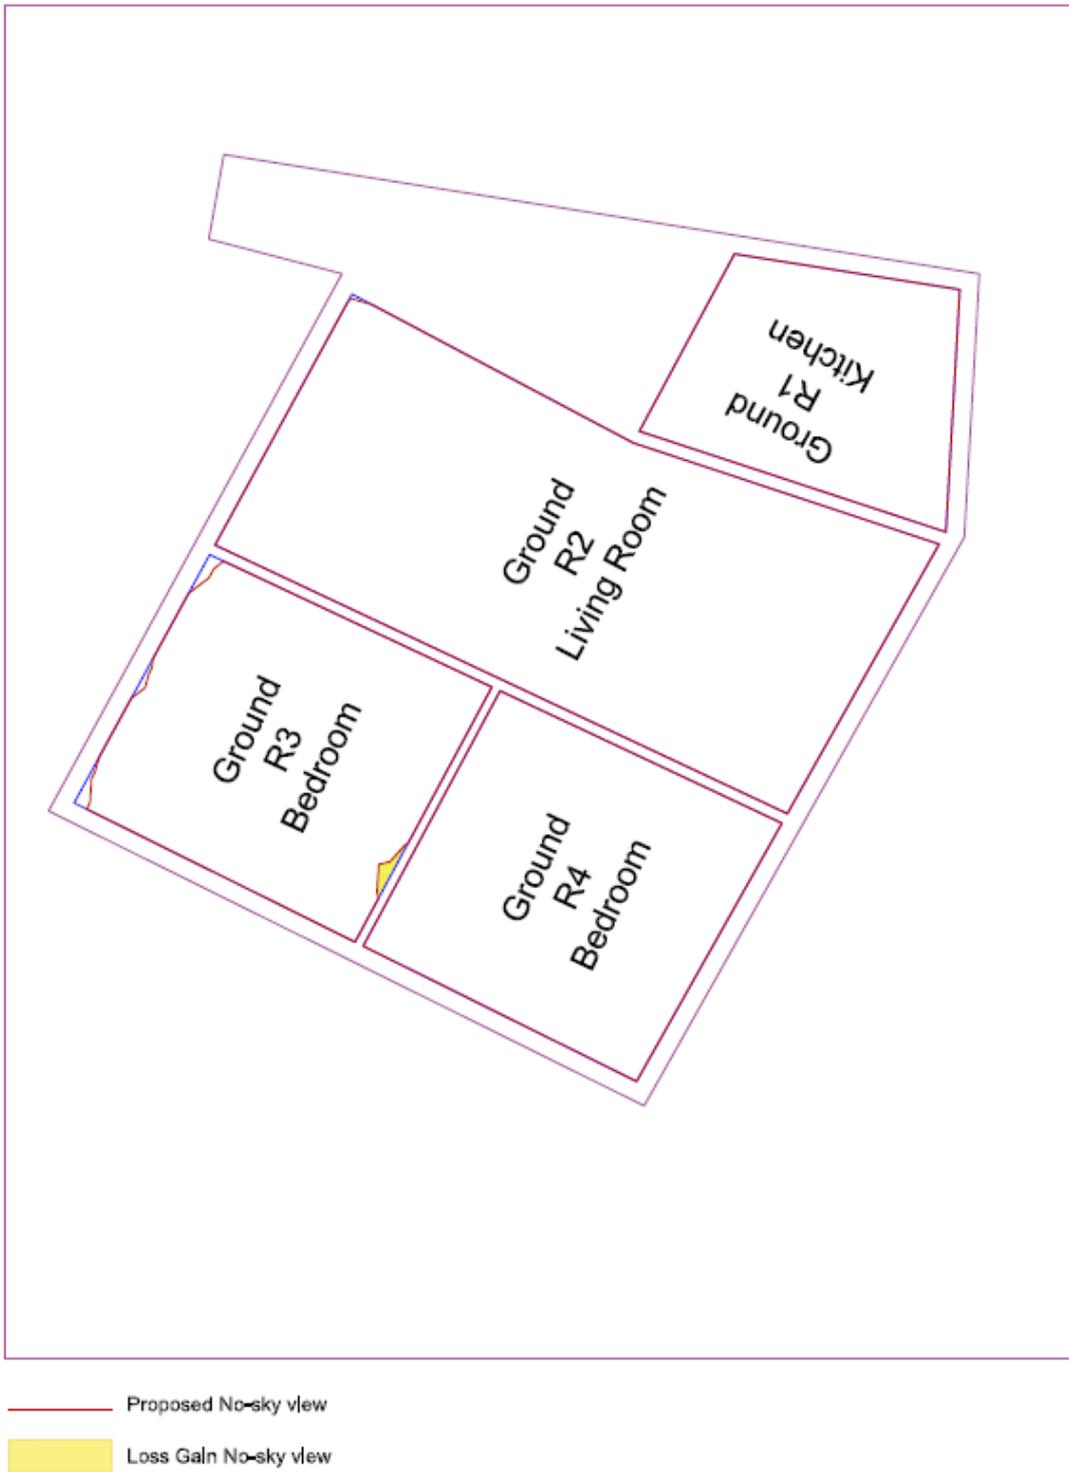 Ground
R1
Kitchen
Ground
R2
Living Room
Ground
R3
Bedroom
Ground
R4
Bedroom
Proposed No-sky view
Loss Gain No-sky view